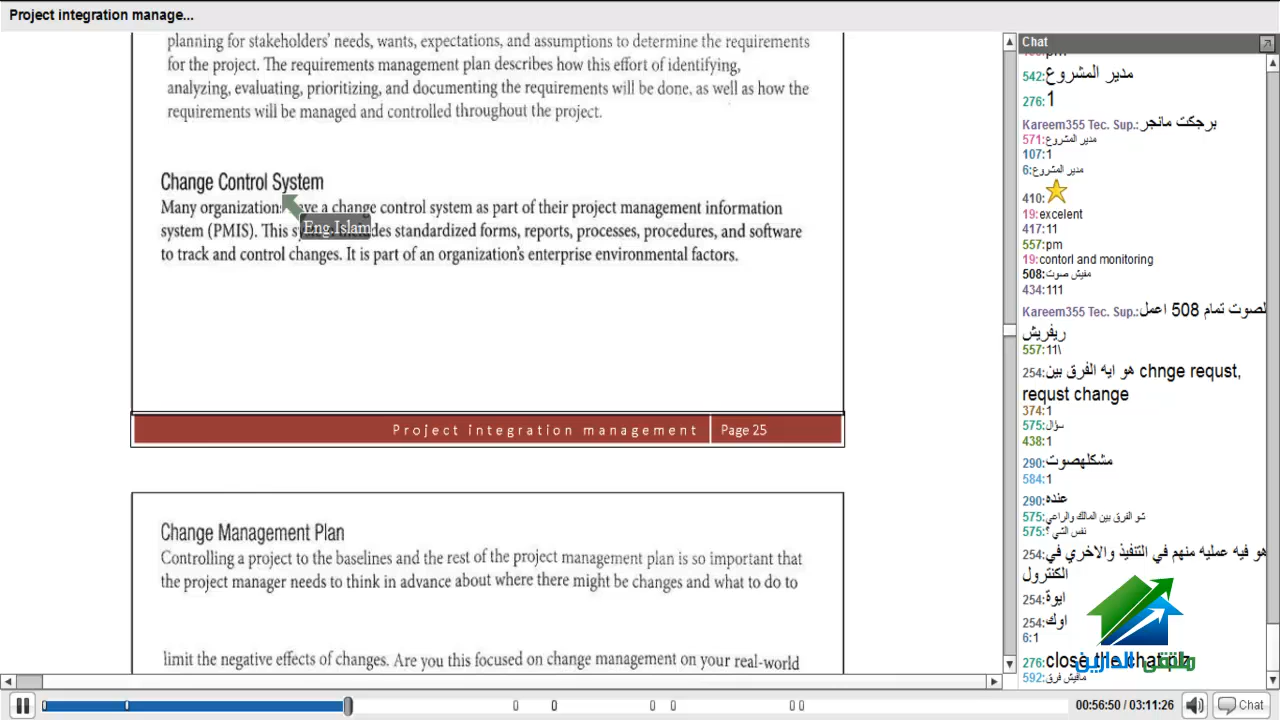 Project integration manage...
planning for stakeholders' needs, wants, expectations, and assumptions to determine the requirements
for the project. The requirements management plan describes how this effort of identifying,
analyzing, evaluating, prioritizing, and documenting the requirements will be done, as well as how the
requirements will be managed and controlled throughout the project.
Change Control System
Many organizations have a change control system as part of their project management information
system (PMIS). This s des standardized forms, reports, processes, procedures, and software
Eng.Islam
to track and control changes. It is part of an organization's enterprise environmental factors.
Project integration management Page 25
Change Management Plan
Controlling a project to the baselines and the rest of the project management plan is so important that
the project manager needs to think in advance about where there might be changes and what to do to
limit the negative effects of changes. Are you this focused on change management on your real-world
Chat
542: مدير المشروع
276: 1
Kareem355 Tec. Sup.: برجكت مانجر
571: مدير المشروع
107: 1
6: مدير المشروع
410:
19: excelent
417: 11
557: pm
19: contorl and monitoring
508: مفيش صوت
434: 111
Kareem355 Tec. Sup.: لصوت تمام 508 اعمل
ريفريش
557: 11\
254: هو ايه الفرق بين chnge requst,
requst change
374: 1
575: سؤال
438: 1
290: مشكلهصوت
584: 1
290: عنده
575: شو الفرق بين المالك والراعي
575: نفس الشي ؟
254: هو فيه عمليه منهم في التنفيذ والاخري في
الكنترول
254: ايوة
254: اوك
6: 1
276: close the chat plz
592: مافيش فرق
ملتقى الدارين
00:56:50 / 03:11:26
Chat